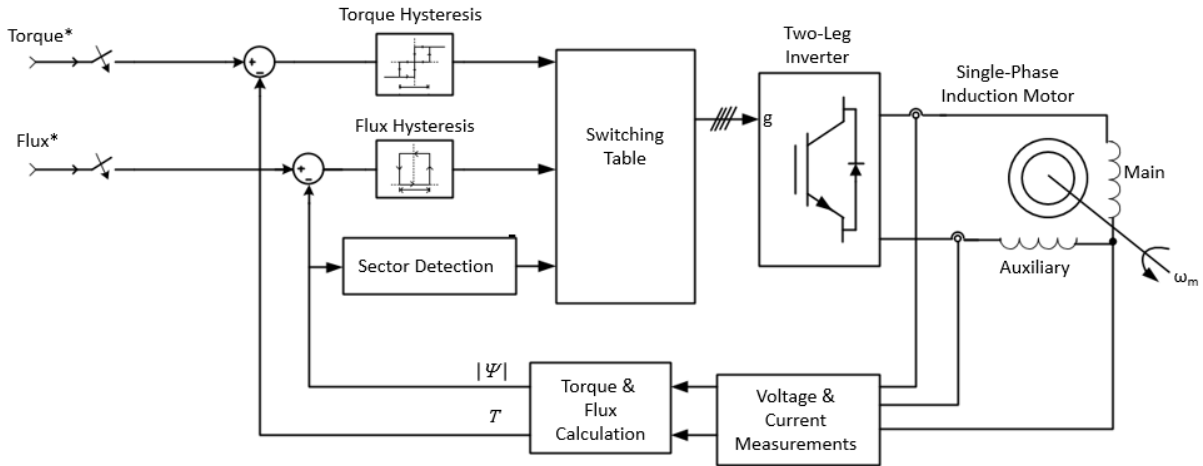 Torque*
Flux*
Torque Hysteresis
+
-
Flux Hysteresis
+
-
Sector Detection
Switching
Table
Two-Leg
Inverter
g
Single-Phase
Induction Motor
Main
Auxiliary
ωm
|Ψ|
T
Torque &
Flux
Calculation
Voltage &
Current
Measurements